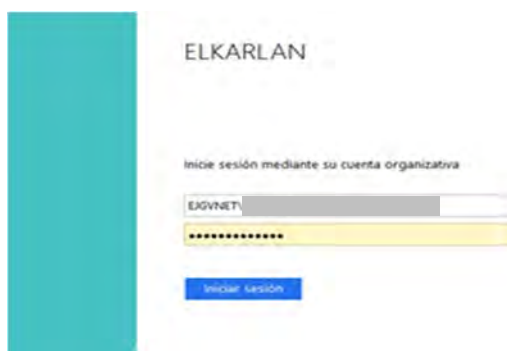 ELKARLAN
Inicie sesión mediante su cuenta organizativa
EJGVNET\
•••••••••••••
Iniciar sesión